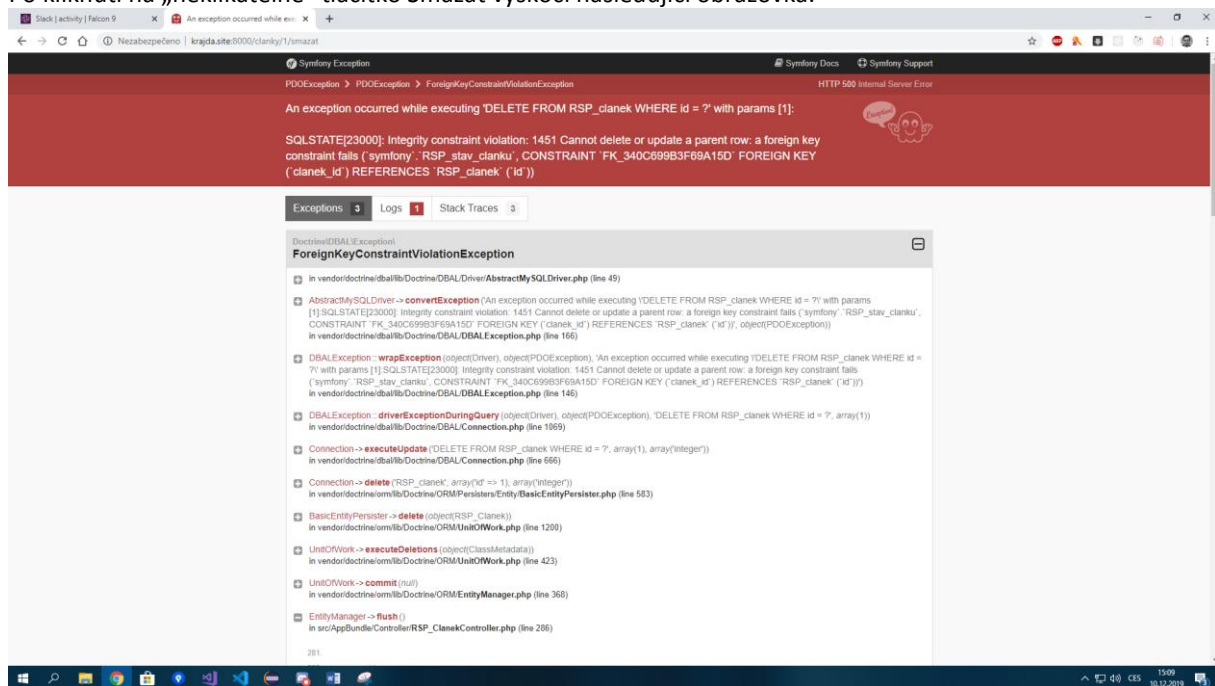 Po kliknutí na „neklikatelné“ tlačítko Smazat vyskočí následující obrazovka:
Slack | activity | Falcon 9
An exception occurred while exe
Nezabezpečeno | krajda.site:8000/clanky/1/smazat
Symfony Exception
Symfony Docs
Symfony Support
PDOException > PDOException > ForeignKeyConstraintViolationException
HTTP 500 Internal Server Error
An exception occurred while executing 'DELETE FROM RSP_clanek WHERE id = ?' with params [1]:
SQLSTATE[23000]: Integrity constraint violation: 1451 Cannot delete or update a parent row: a foreign key
constraint fails (`symfony`.`RSP_stav_clanku`, CONSTRAINT `FK_340C699B3F69A15D` FOREIGN KEY
(`clanek_id`) REFERENCES `RSP_clanek` (`id`))
Exceptions 3
Logs 1
Stack Traces 3
Doctrine\DBAL\Exception\
ForeignKeyConstraintViolationException
in vendor/doctrine/dbal/lib/Doctrine/DBAL/Driver/AbstractMySQLDriver.php (line 49)
AbstractMySQLDriver->convertException('An exception occurred while executing \'DELETE FROM RSP_clanek WHERE id = ?\' with params
[1]:SQLSTATE[23000]: Integrity constraint violation: 1451 Cannot delete or update a parent row: a foreign key constraint fails (`symfony`.`RSP_stav_clanku`,
CONSTRAINT `FK_340C699B3F69A15D` FOREIGN KEY (`clanek_id`) REFERENCES `RSP_clanek` (`id`))', object(PDOException))
in vendor/doctrine/dbal/lib/Doctrine/DBAL/DBALException.php (line 166)
DBALException::wrapException(object(Driver), object(PDOException), 'An exception occurred while executing \'DELETE FROM RSP_clanek WHERE id =
?\' with params [1]:SQLSTATE[23000]: Integrity constraint violation: 1451 Cannot delete or update a parent row: a foreign key constraint fails
(`symfony`.`RSP_stav_clanku`, CONSTRAINT `FK_340C699B3F69A15D` FOREIGN KEY (`clanek_id`) REFERENCES `RSP_clanek` (`id`))')
in vendor/doctrine/dbal/lib/Doctrine/DBAL/DBALException.php (line 146)
DBALException::driverExceptionDuringQuery(object(Driver), object(PDOException), 'DELETE FROM RSP_clanek WHERE id = ?', array(1))
in vendor/doctrine/dbal/lib/Doctrine/DBAL/Connection.php (line 1069)
Connection->executeUpdate('DELETE FROM RSP_clanek WHERE id = ?', array(1), array('integer'))
in vendor/doctrine/dbal/lib/Doctrine/DBAL/Connection.php (line 666)
Connection->delete('RSP_clanek', array('id' => 1), array('integer'))
in vendor/doctrine/orm/lib/Doctrine/ORM/Persisters/Entity/BasicEntityPersister.php (line 583)
BasicEntityPersister->delete(object(RSP_Clanek))
in vendor/doctrine/orm/lib/Doctrine/ORM/UnitOfWork.php (line 1200)
UnitOfWork->executeDeletions(object(ClassMetadata))
in vendor/doctrine/orm/lib/Doctrine/ORM/UnitOfWork.php (line 423)
UnitOfWork->commit(null)
in vendor/doctrine/orm/lib/Doctrine/ORM/EntityManager.php (line 368)
EntityManager->flush()
in src/AppBundle/Controller/RSP_ClanekController.php (line 286)
281.
CES
15:09
10.12.2019